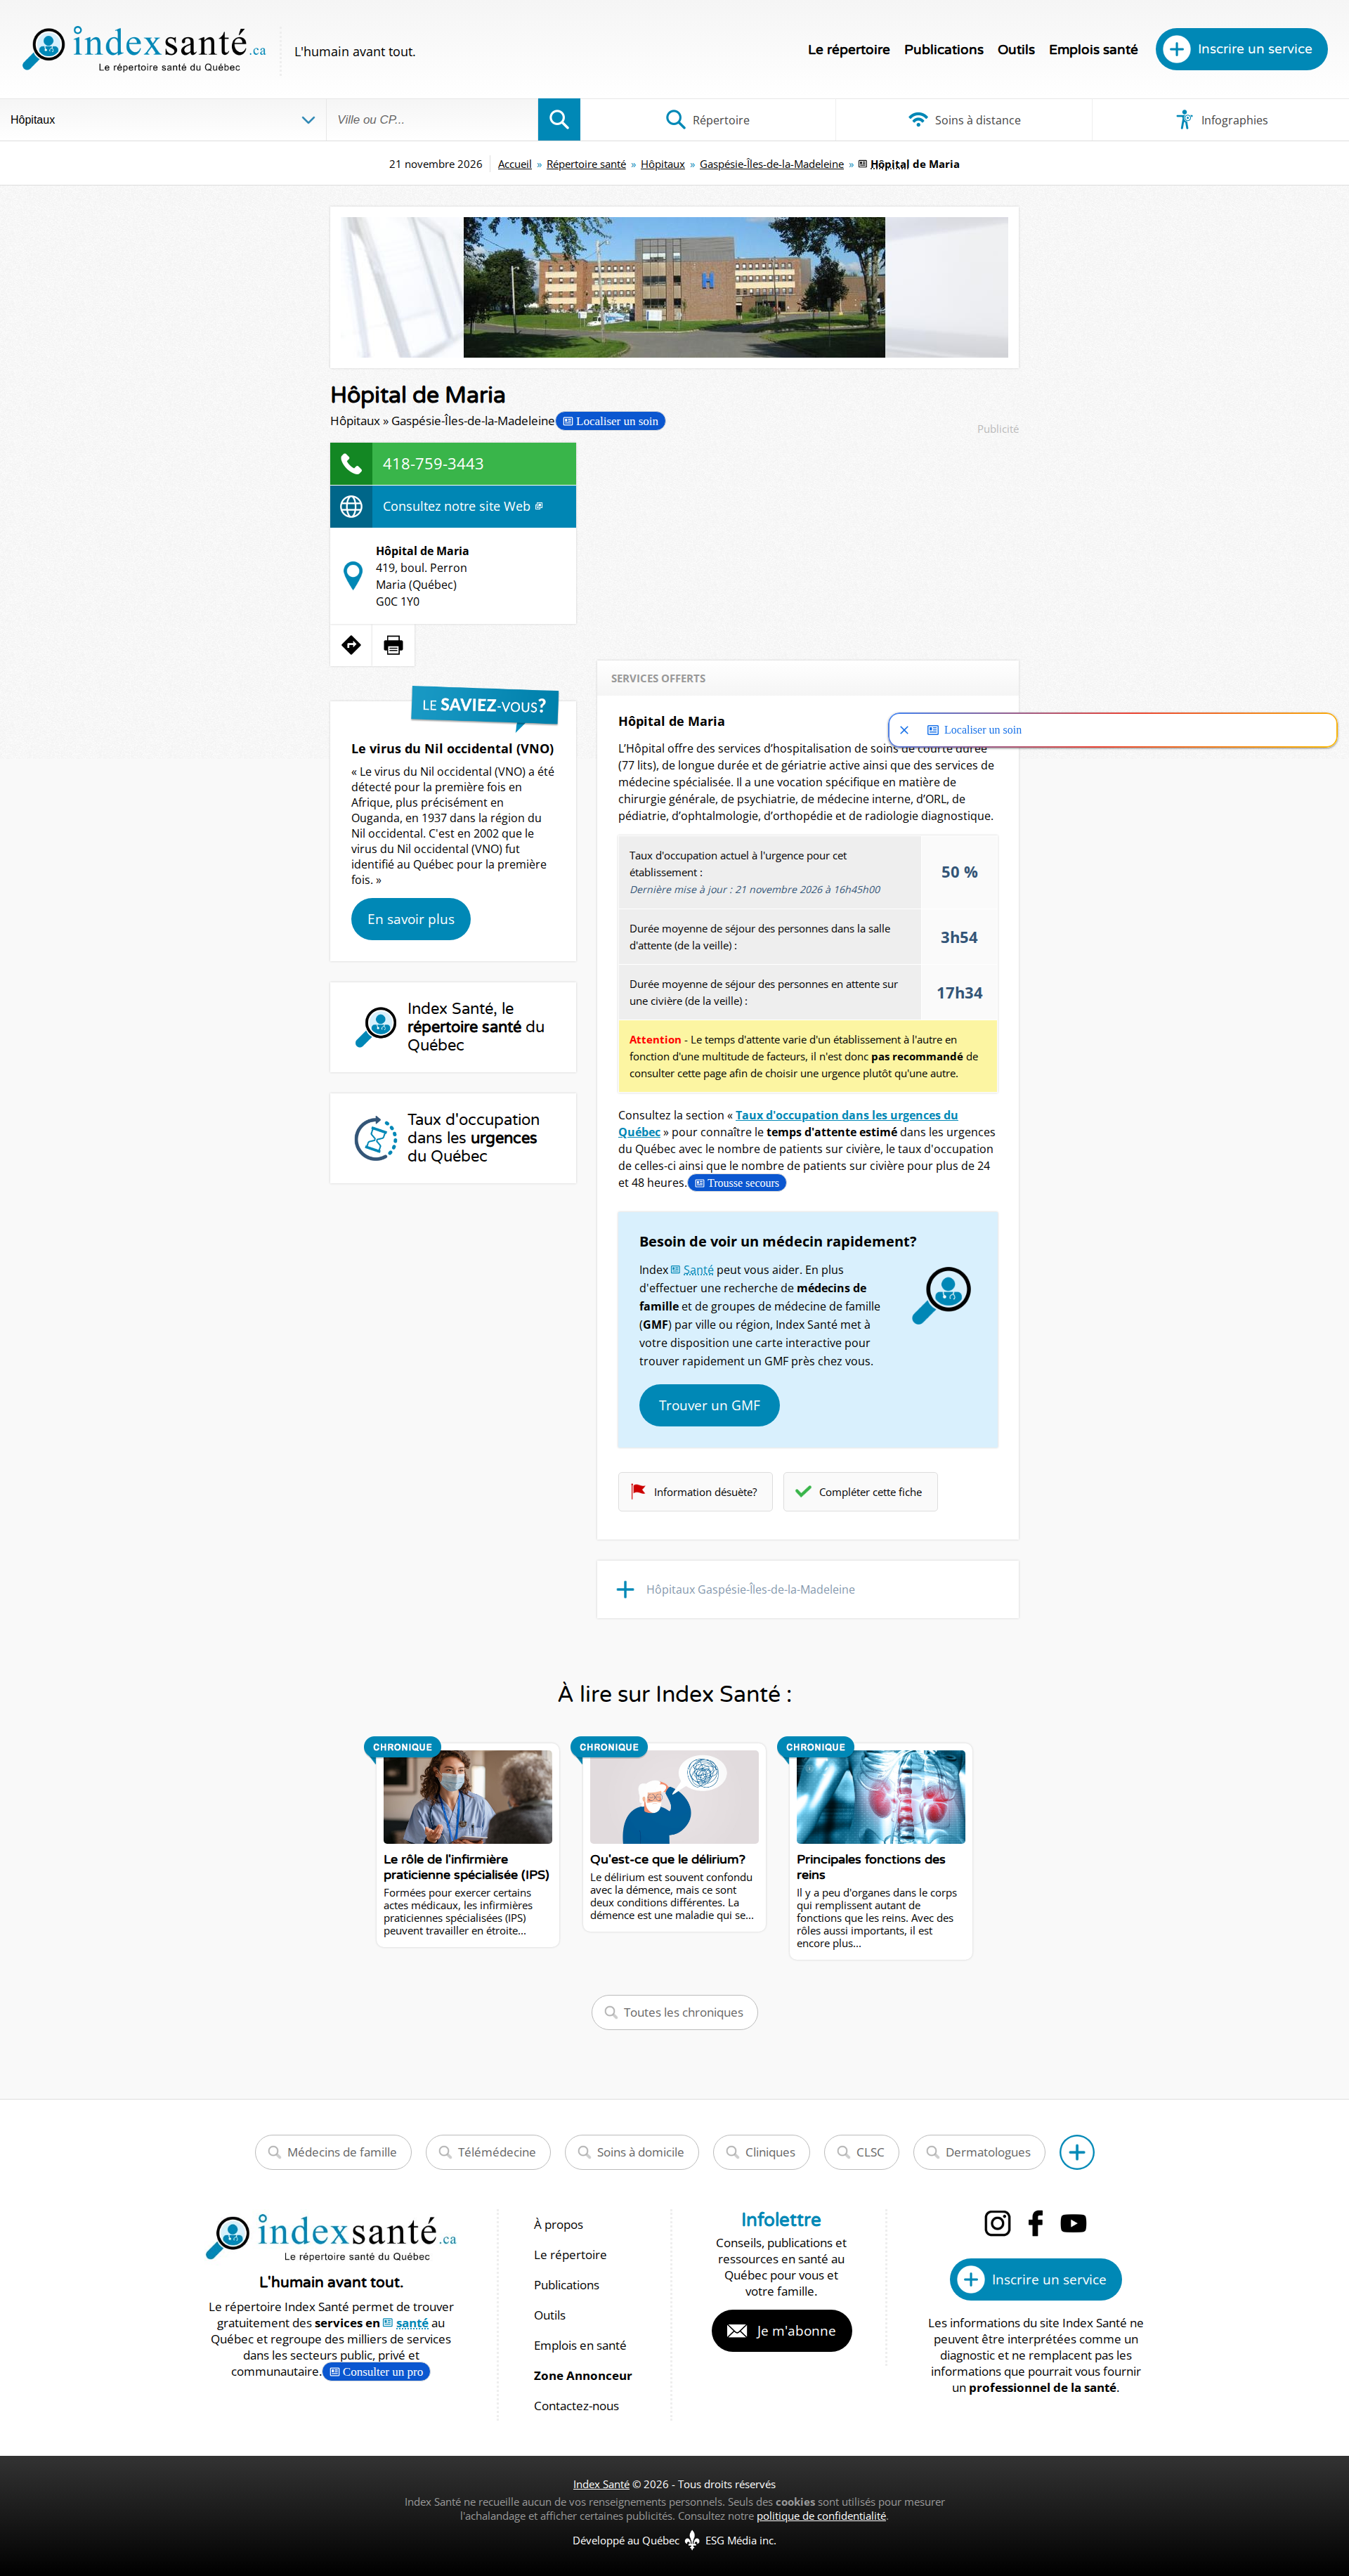 indexsanté.ca
Le répertoire santé du Québec
L'humain avant tout.
Le répertoire
Publications
Outils
Emplois santé
Inscrire un service
Hôpitaux
Ville ou CP...
Répertoire
Soins à distance
Infographies
21 novembre 2026
Accueil » Répertoire santé » Hôpitaux » Gaspésie-Îles-de-la-Madeleine » Hôpital de Maria
H
Hôpital de Maria
Hôpitaux » Gaspésie-Îles-de-la-Madeleine Localiser un soin
Publicité
418-759-3443
Consultez notre site Web
Hôpital de Maria
419, boul. Perron
Maria (Québec)
G0C 1Y0
LE SAVIEZ-VOUS?
Le virus du Nil occidental (VNO)
« Le virus du Nil occidental (VNO) a été
détecté pour la première fois en
Afrique, plus précisément en
Ouganda, en 1937 dans la région du
Nil occidental. C'est en 2002 que le
virus du Nil occidental (VNO) fut
identifié au Québec pour la première
fois. »
En savoir plus
Index Santé, le
répertoire santé du
Québec
Taux d'occupation
dans les urgences
du Québec
SERVICES OFFERTS
Hôpital de Maria
Localiser un soin
L'Hôpital offre des services d'hospitalisation de soins de courte durée
(77 lits), de longue durée et de gériatrie active ainsi que des services de
médecine spécialisée. Il a une vocation spécifique en matière de
chirurgie générale, de psychiatrie, de médecine interne, d'ORL, de
pédiatrie, d'ophtalmologie, d'orthopédie et de radiologie diagnostique.
Taux d'occupation actuel à l'urgence pour cet
établissement :
Dernière mise à jour : 21 novembre 2026 à 16h45h00
50 %
Durée moyenne de séjour des personnes dans la salle
d'attente (de la veille) :
3h54
Durée moyenne de séjour des personnes en attente sur
une civière (de la veille) :
17h34
Attention - Le temps d'attente varie d'un établissement à l'autre en
fonction d'une multitude de facteurs, il n'est donc pas recommandé de
consulter cette page afin de choisir une urgence plutôt qu'une autre.
Consultez la section « Taux d'occupation dans les urgences du
Québec » pour connaître le temps d'attente estimé dans les urgences
du Québec avec le nombre de patients sur civière, le taux d'occupation
de celles-ci ainsi que le nombre de patients sur civière pour plus de 24
et 48 heures. Trousse secours
Besoin de voir un médecin rapidement?
Index Santé peut vous aider. En plus
d'effectuer une recherche de médecins de
famille et de groupes de médecine de famille
(GMF) par ville ou région, Index Santé met à
votre disposition une carte interactive pour
trouver rapidement un GMF près chez vous.
Trouver un GMF
Information désuète?
Compléter cette fiche
Hôpitaux Gaspésie-Îles-de-la-Madeleine
À lire sur Index Santé :
CHRONIQUE
Le rôle de l'infirmière
praticienne spécialisée (IPS)
Formées pour exercer certains
actes médicaux, les infirmières
praticiennes spécialisées (IPS)
peuvent travailler en étroite...
CHRONIQUE
Qu'est-ce que le délirium?
Le délirium est souvent confondu
avec la démence, mais ce sont
deux conditions différentes. La
démence est une maladie qui se...
CHRONIQUE
Principales fonctions des
reins
Il y a peu d'organes dans le corps
qui remplissent autant de
fonctions que les reins. Avec des
rôles aussi importants, il est
encore plus...
Toutes les chroniques
Médecins de famille
Télémédecine
Soins à domicile
Cliniques
CLSC
Dermatologues
indexsanté.ca
Le répertoire santé du Québec
L'humain avant tout.
Le répertoire Index Santé permet de trouver
gratuitement des services en santé au
Québec et regroupe des milliers de services
dans les secteurs public, privé et
communautaire. Consulter un pro
À propos
Le répertoire
Publications
Outils
Emplois en santé
Zone Annonceur
Contactez-nous
Infolettre
Conseils, publications et
ressources en santé au
Québec pour vous et
votre famille.
Je m'abonne
Inscrire un service
Les informations du site Index Santé ne
peuvent être interprétées comme un
diagnostic et ne remplacent pas les
informations que pourrait vous fournir
un professionnel de la santé.
Index Santé © 2026 - Tous droits réservés
Index Santé ne recueille aucun de vos renseignements personnels. Seuls des cookies sont utilisés pour mesurer
l'achalandage et afficher certaines publicités. Consultez notre politique de confidentialité.
Développé au Québec ESG Média inc.